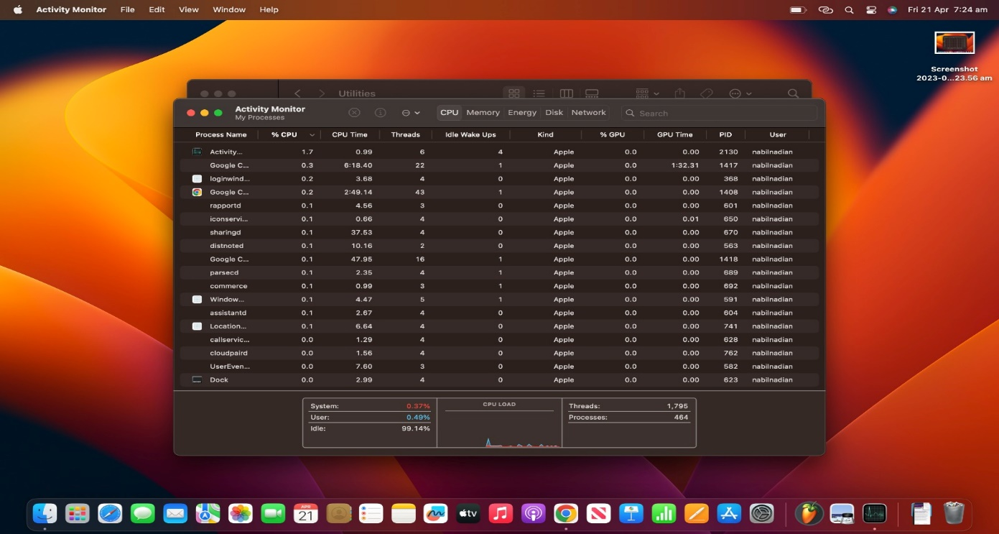 Activity Monitor File Edit View Window Help Fri 21 Apr 7:24 am
Screenshot
2023-0...23.56 am
Utilities
Activity Monitor
My Processes
CPU Memory Energy Disk Network Search
Process Name % CPU CPU Time Threads Idle Wake Ups Kind % GPU GPU Time PID User
Activity... 1.7 0.99 6 4 Apple 0.0 0.00 2130 nabilnadian
Google C... 0.3 6:18.40 22 1 Apple 0.0 1:32.31 1417 nabilnadian
loginwind... 0.2 3.68 4 0 Apple 0.0 0.00 368 nabilnadian
Google C... 0.2 2:49.14 43 1 Apple 0.0 0.00 1408 nabilnadian
rapportd 0.1 4.56 3 0 Apple 0.0 0.00 601 nabilnadian
iconservi... 0.1 0.66 4 0 Apple 0.0 0.01 650 nabilnadian
sharingd 0.1 37.53 4 0 Apple 0.0 0.00 670 nabilnadian
distnoted 0.1 10.16 2 0 Apple 0.0 0.00 563 nabilnadian
Google C... 0.1 47.95 16 1 Apple 0.0 0.00 1418 nabilnadian
parsecd 0.1 2.35 4 1 Apple 0.0 0.00 689 nabilnadian
commerce 0.1 0.99 3 1 Apple 0.0 0.00 692 nabilnadian
Window... 0.1 4.47 5 1 Apple 0.0 0.00 591 nabilnadian
assistantd 0.1 2.67 4 0 Apple 0.0 0.00 604 nabilnadian
Location... 0.1 6.64 4 0 Apple 0.0 0.00 741 nabilnadian
callservic... 0.0 1.29 4 0 Apple 0.0 0.00 628 nabilnadian
cloudpaird 0.0 1.56 4 0 Apple 0.0 0.00 762 nabilnadian
UserEven... 0.0 7.60 3 0 Apple 0.0 0.00 582 nabilnadian
Dock 0.0 2.99 4 0 Apple 0.0 0.00 623 nabilnadian
System: 0.37% CPU LOAD Threads: 1,795
User: 0.49% Processes: 464
Idle: 99.14%
APR
21
tv